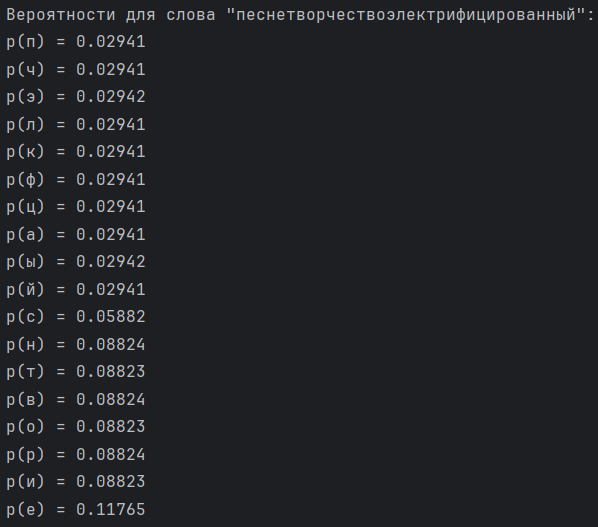 Вероятности для слова "песнетворчествоэлектрифицированный":
p(п) = 0.02941
p(ч) = 0.02941
p(э) = 0.02942
p(л) = 0.02941
p(к) = 0.02941
p(ф) = 0.02941
p(ц) = 0.02941
p(а) = 0.02941
p(ы) = 0.02942
p(й) = 0.02941
p(с) = 0.05882
p(н) = 0.08824
p(т) = 0.08823
p(в) = 0.08824
p(о) = 0.08823
p(р) = 0.08824
p(и) = 0.08823
p(е) = 0.11765